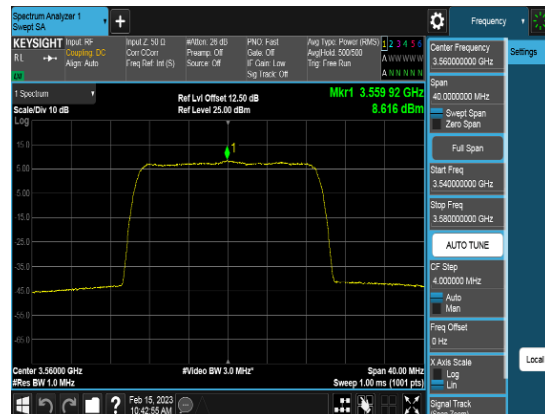 Spectrum Analyzer 1
Swept SA
Frequency
KEYSIGHT
Input: RF
Coupling: DC
Align: Auto
Input Z: 50 Ω
Corr CCorr
Freq Ref: Int (S)
#Atten: 26 dB
Preamp: Off
Source: Off
PNO: Fast
Gate: Off
IF Gain: Low
Sig Track: Off
Avg Type: Power (RMS)
Avg|Hold: 500/500
Trig: Free Run
1 2 3 4 5 6
A W W W W W
A N N N N N
Center Frequency
3.560000000 GHz
Settings
1 Spectrum
Scale/Div 10 dB
Log
Ref Lvl Offset 12.50 dB
Ref Level 25.00 dBm
Mkr1 3.559 92 GHz
8.616 dBm
Span
40.0000000 MHz
Swept Span
Zero Span
Full Span
Start Freq
3.540000000 GHz
Stop Freq
3.580000000 GHz
AUTO TUNE
CF Step
4.000000 MHz
Auto
Man
Freq Offset
0 Hz
X Axis Scale
Log
Lin
Local
Signal Track
15.0
1
5.00
-5.00
-15.0
-25.0
-35.0
-45.0
-55.0
-65.0
Center 3.56000 GHz
#Res BW 1.0 MHz
#Video BW 3.0 MHz*
Span 40.00 MHz
Sweep 1.00 ms (1001 pts)
?
Feb 15, 2023
10:42:55 AM